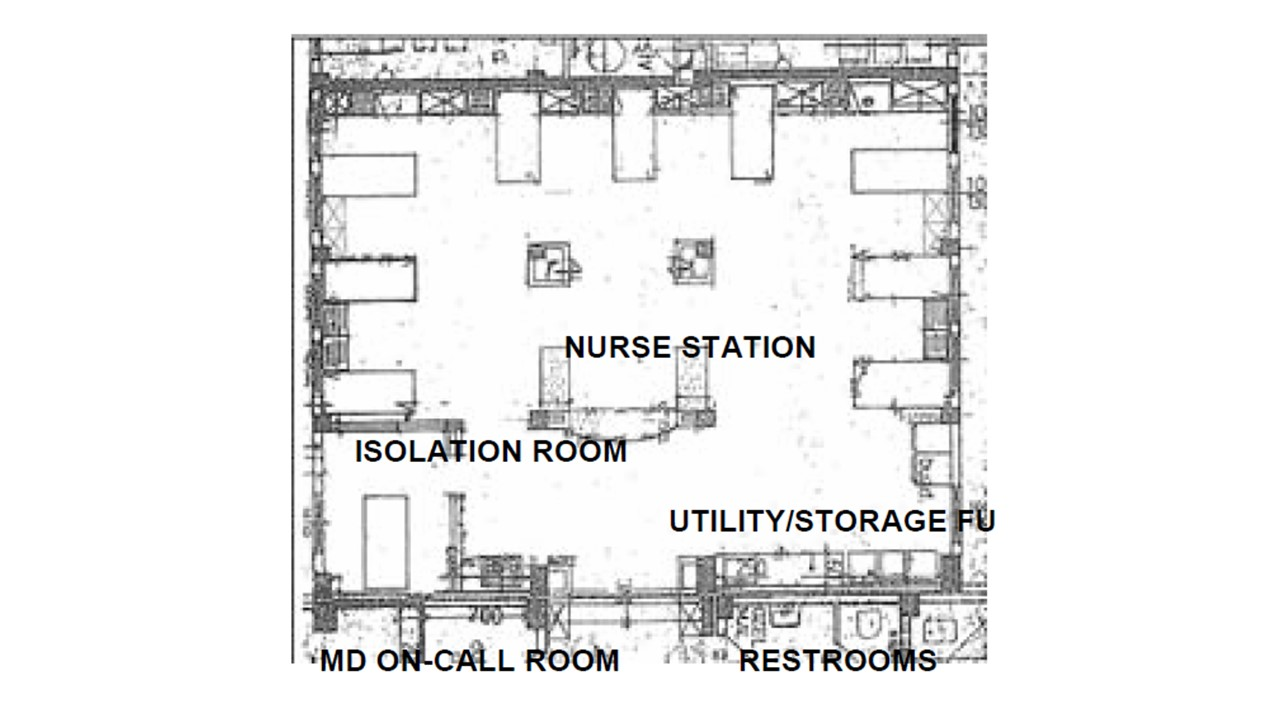 NURSE STATION
ISOLATION ROOM
UTILITY/STORAGE FU
MD ON-CALL ROOM
RESTROOMS